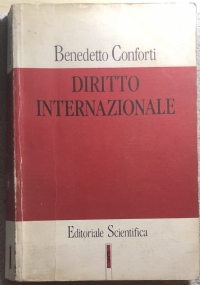 Benedetto Conforti
DIRITTO
INTERNAZIONALE
Editoriale Scientifica